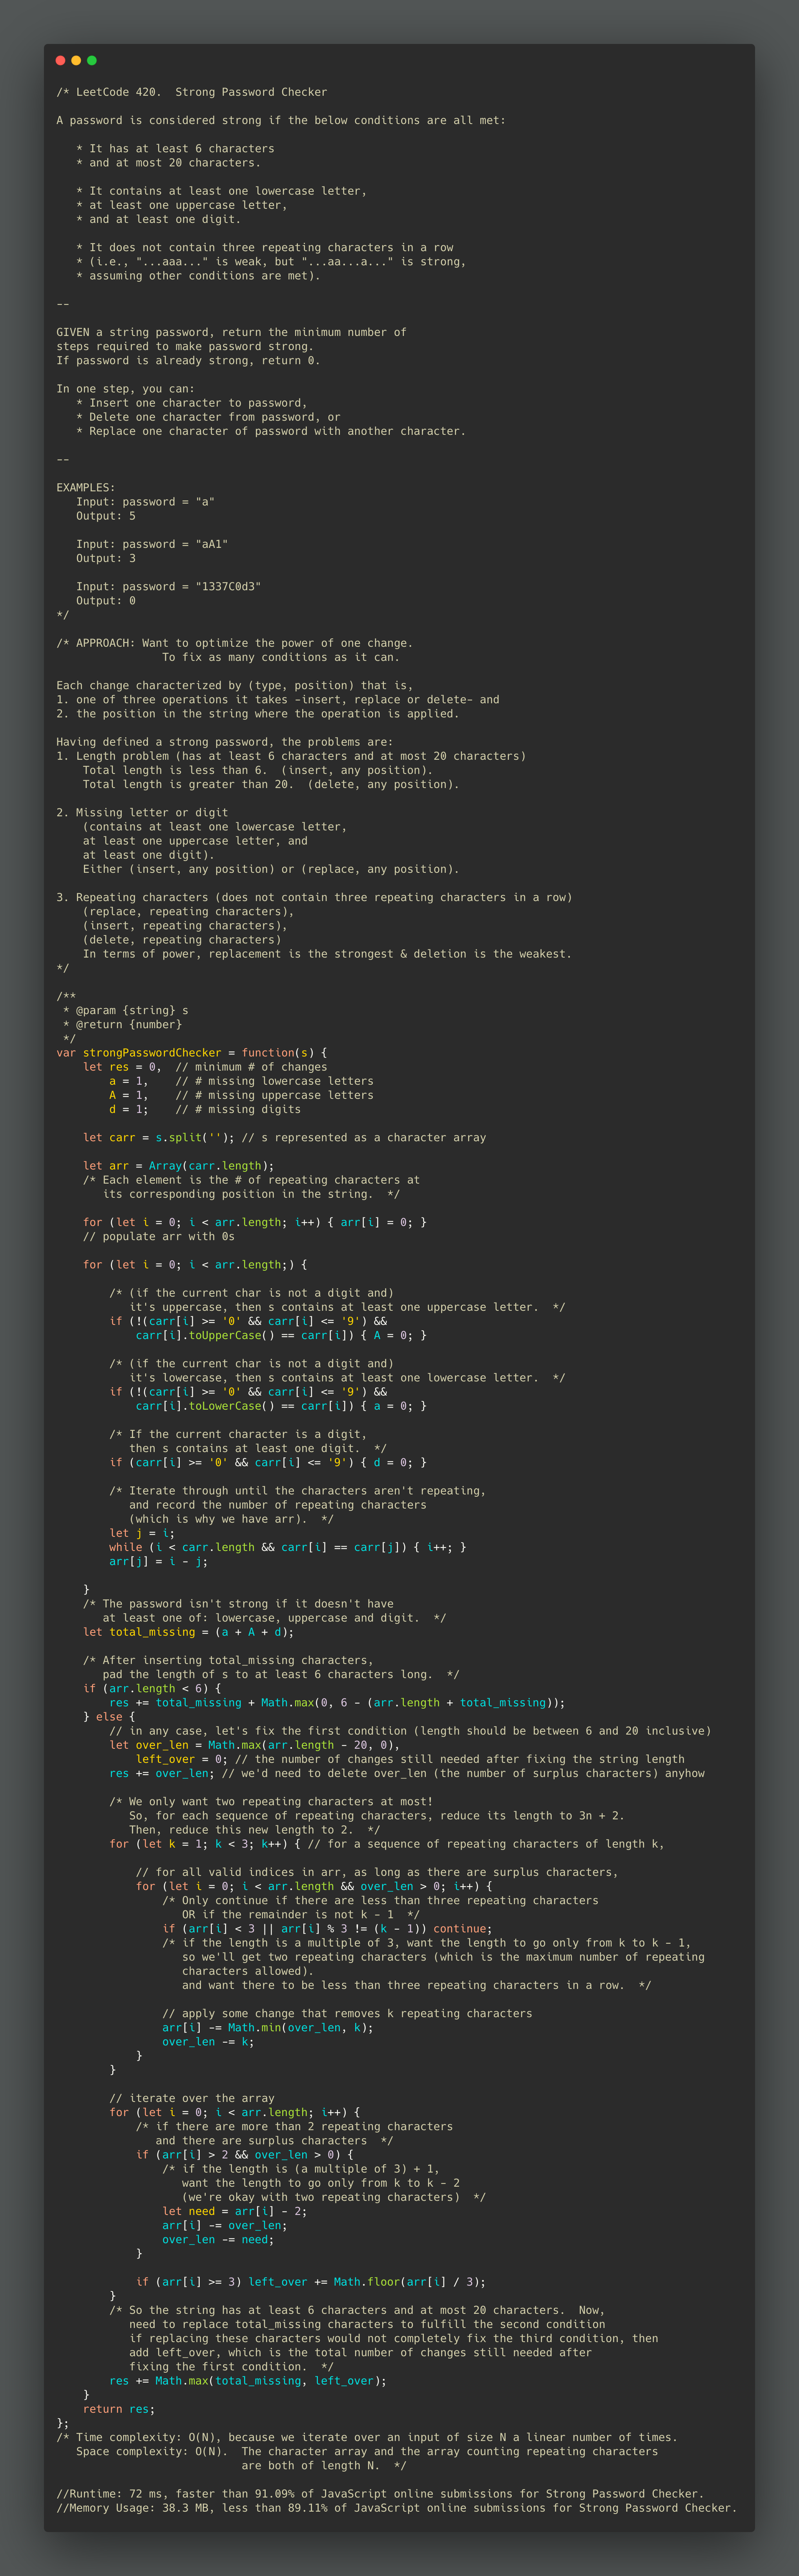 /* LeetCode 420.  Strong Password Checker
A password is considered strong if the below conditions are all met:
* It has at least 6 characters
* and at most 20 characters.
* It contains at least one lowercase letter,
* at least one uppercase letter,
* and at least one digit.
* It does not contain three repeating characters in a row
* (i.e., "...aaa..." is weak, but "...aa...a..." is strong,
* assuming other conditions are met).
--
GIVEN a string password, return the minimum number of
steps required to make password strong.
If password is already strong, return 0.
In one step, you can:
* Insert one character to password,
* Delete one character from password, or
* Replace one character of password with another character.
--
EXAMPLES:
Input: password = "a"
Output: 5
Input: password = "aA1"
Output: 3
Input: password = "1337C0d3"
Output: 0
*/
/* APPROACH: Want to optimize the power of one change.
To fix as many conditions as it can.
Each change characterized by (type, position) that is,
1. one of three operations it takes -insert, replace or delete- and
2. the position in the string where the operation is applied.
Having defined a strong password, the problems are:
1. Length problem (has at least 6 characters and at most 20 characters)
Total length is less than 6.  (insert, any position).
Total length is greater than 20.  (delete, any position).
2. Missing letter or digit
(contains at least one lowercase letter,
at least one uppercase letter, and
at least one digit).
Either (insert, any position) or (replace, any position).
3. Repeating characters (does not contain three repeating characters in a row)
(replace, repeating characters),
(insert, repeating characters),
(delete, repeating characters)
In terms of power, replacement is the strongest & deletion is the weakest.
*/
/**
* @param {string} s
* @return {number}
*/
var strongPasswordChecker = function(s) {
let res = 0,  // minimum # of changes
a = 1,    // # missing lowercase letters
A = 1,    // # missing uppercase letters
d = 1;    // # missing digits
let carr = s.split(''); // s represented as a character array
let arr = Array(carr.length);
/* Each element is the # of repeating characters at
its corresponding position in the string.  */
for (let i = 0; i < arr.length; i++) { arr[i] = 0; }
// populate arr with 0s
for (let i = 0; i < arr.length;) {
/* (if the current char is not a digit and)
it's uppercase, then s contains at least one uppercase letter.  */
if (!(carr[i] >= '0' && carr[i] <= '9') &&
carr[i].toUpperCase() == carr[i]) { A = 0; }
/* (if the current char is not a digit and)
it's lowercase, then s contains at least one lowercase letter.  */
if (!(carr[i] >= '0' && carr[i] <= '9') &&
carr[i].toLowerCase() == carr[i]) { a = 0; }
/* If the current character is a digit,
then s contains at least one digit.  */
if (carr[i] >= '0' && carr[i] <= '9') { d = 0; }
/* Iterate through until the characters aren't repeating,
and record the number of repeating characters
(which is why we have arr).  */
let j = i;
while (i < carr.length && carr[i] == carr[j]) { i++; }
arr[j] = i - j;
}
/* The password isn't strong if it doesn't have
at least one of: lowercase, uppercase and digit.  */
let total_missing = (a + A + d);
/* After inserting total_missing characters,
pad the length of s to at least 6 characters long.  */
if (arr.length < 6) {
res += total_missing + Math.max(0, 6 - (arr.length + total_missing));
} else {
// in any case, let's fix the first condition (length should be between 6 and 20 inclusive)
let over_len = Math.max(arr.length - 20, 0),
left_over = 0; // the number of changes still needed after fixing the string length
res += over_len; // we'd need to delete over_len (the number of surplus characters) anyhow
/* We only want two repeating characters at most!
So, for each sequence of repeating characters, reduce its length to 3n + 2.
Then, reduce this new length to 2.  */
for (let k = 1; k < 3; k++) { // for a sequence of repeating characters of length k,
// for all valid indices in arr, as long as there are surplus characters,
for (let i = 0; i < arr.length && over_len > 0; i++) {
/* Only continue if there are less than three repeating characters
OR if the remainder is not k - 1  */
if (arr[i] < 3 || arr[i] % 3 != (k - 1)) continue;
/* if the length is a multiple of 3, want the length to go only from k to k - 1,
so we'll get two repeating characters (which is the maximum number of repeating
characters allowed).
and want there to be less than three repeating characters in a row.  */
// apply some change that removes k repeating characters
arr[i] -= Math.min(over_len, k);
over_len -= k;
}
}
// iterate over the array
for (let i = 0; i < arr.length; i++) {
/* if there are more than 2 repeating characters
and there are surplus characters  */
if (arr[i] > 2 && over_len > 0) {
/* if the length is (a multiple of 3) + 1,
want the length to go only from k to k - 2
(we're okay with two repeating characters)  */
let need = arr[i] - 2;
arr[i] -= over_len;
over_len -= need;
}
if (arr[i] >= 3) left_over += Math.floor(arr[i] / 3);
}
/* So the string has at least 6 characters and at most 20 characters.  Now,
need to replace total_missing characters to fulfill the second condition
if replacing these characters would not completely fix the third condition, then
add left_over, which is the total number of changes still needed after
fixing the first condition.  */
res += Math.max(total_missing, left_over);
}
return res;
};
/* Time complexity: O(N), because we iterate over an input of size N a linear number of times.
Space complexity: O(N).  The character array and the array counting repeating characters
are both of length N.  */
//Runtime: 72 ms, faster than 91.09% of JavaScript online submissions for Strong Password Checker.
//Memory Usage: 38.3 MB, less than 89.11% of JavaScript online submissions for Strong Password Checker.